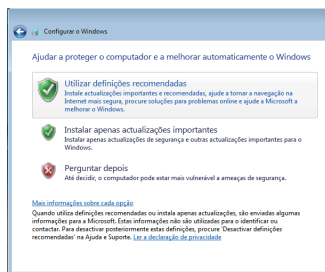 Configurar o Windows
Ajudar a proteger o computador e a melhorar automaticamente o Windows
Utilizar definições recomendadas
Instale actualizações importantes e recomendadas, ajude a tornar a navegação na
Internet mais segura, procure soluções para problemas online e ajude a Microsoft a
melhorar o Windows.
Instalar apenas actualizações importantes
Instalar apenas actualizações de segurança e outras actualizações importantes para o
Windows.
Perguntar depois
Até decidir, o computador pode estar mais vulnerável a ameaças de segurança.
Mais informações sobre cada opção
Quando utiliza definições recomendadas ou instala apenas actualizações, são enviadas algumas
informações para a Microsoft. Estas informações não são utilizadas para o identificar ou
contactar. Para desactivar posteriormente estas definições, procure 'Desactivar definições
recomendadas' na Ajuda e Suporte. Ler a declaração de privacidade